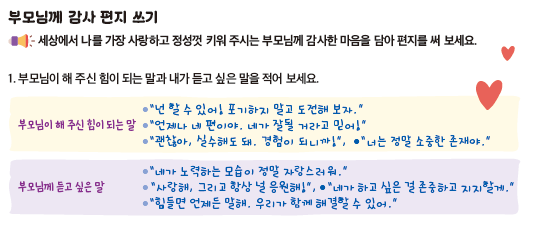 부모님께 감사 편지 쓰기
세상에서 나를 가장 사랑하고 정성껏 키워 주시는 부모님께 감사한 마음을 담아 편지를 써 보세요.
1. 부모님이 해 주신 힘이 되는 말과 내가 듣고 싶은 말을 적어 보세요.
부모님이 해 주신 힘이 되는 말
•“넌 할 수 있어! 포기하지 말고 도전해 보자.”
•“언제나 네 편이야. 네가 잘될 거라고 믿어!”
•“괜찮아, 실수해도 돼. 경험이 되니까!”, •“너는 정말 소중한 존재야.”
부모님께 듣고 싶은 말
•“네가 노력하는 모습이 정말 자랑스러워.”
•“사랑해, 그리고 항상 널 응원해!”, •“네가 하고 싶은 걸 존중하고 지지할게.”
•“힘들면 언제든 말해. 우리가 함께 해결할 수 있어.”